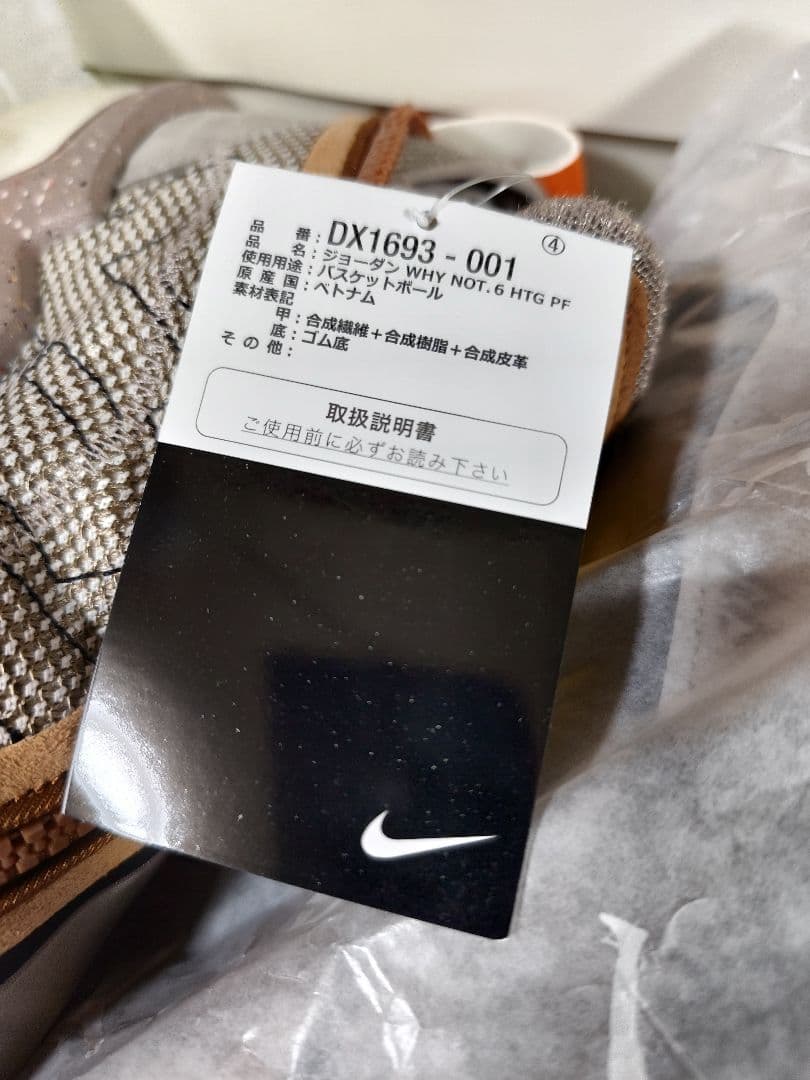 品番：DX1693-001 ④
品名：ジョーダン WHY NOT.6 HTG PF
使用用途：バスケットボール
原産国：ベトナム
素材表記
甲：合成繊維＋合成樹脂＋合成皮革
底：ゴム底
その他：
取扱説明書
ご使用前に必ずお読み下さい